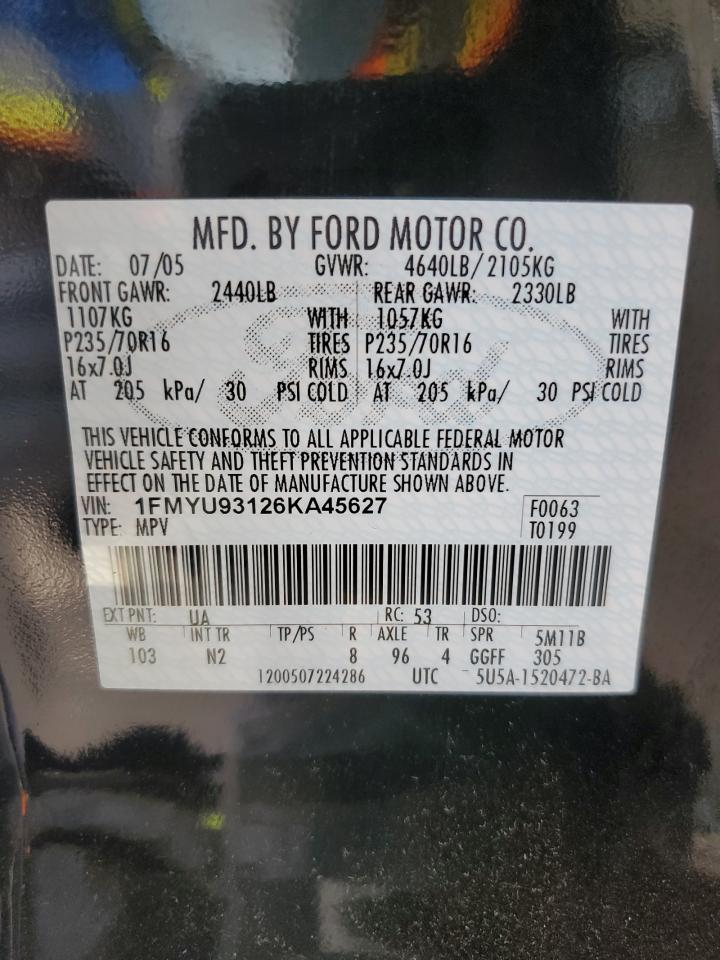 MFD. BY FORD MOTOR CO.
DATE: 07/05 GVWR: 4640LB/2105KG
FRONT GAWR: 2440LB REAR GAWR: 2330LB
1107KG WITH 1057KG WITH
P235/70R16 TIRES P235/70R16 TIRES
16x7.0J RIMS 16x7.0J RIMS
AT 205 kPa/ 30 PSI COLD AT 205 kPa/ 30 PSI COLD
THIS VEHICLE CONFORMS TO ALL APPLICABLE FEDERAL MOTOR
VEHICLE SAFETY AND THEFT PREVENTION STANDARDS IN
EFFECT ON THE DATE OF MANUFACTURE SHOWN ABOVE.
VIN: 1FMYU93126KA45627 F0063
TYPE: MPV T0199
EXT PNT: UA RC: 53 DSO:
WB INT TR TP/PS R AXLE TR SPR 5M11B
103 N2 8 96 4 GGFF 305
1200507224286 UTC 5U5A-1520472-BA